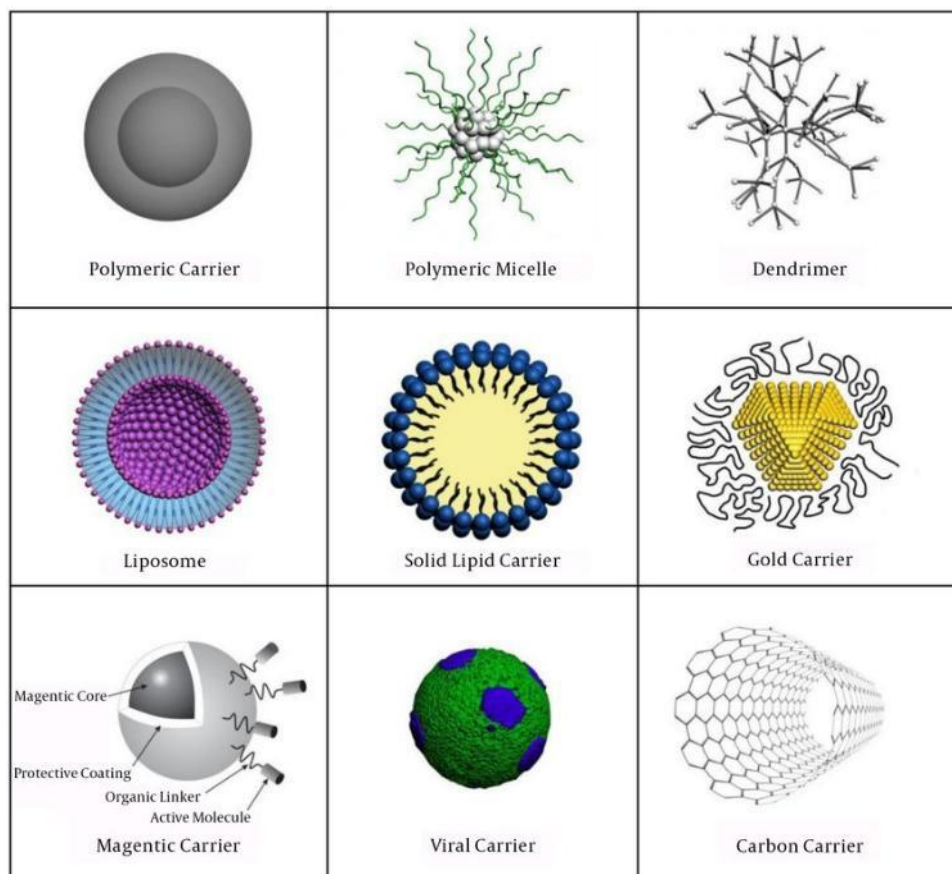 Polymeric Carrier
Polymeric Micelle
Dendrimer
Liposome
Solid Lipid Carrier
Gold Carrier
Magentic Core
Protective Coating
Organic Linker
Active Molecule
Magentic Carrier
Viral Carrier
Carbon Carrier